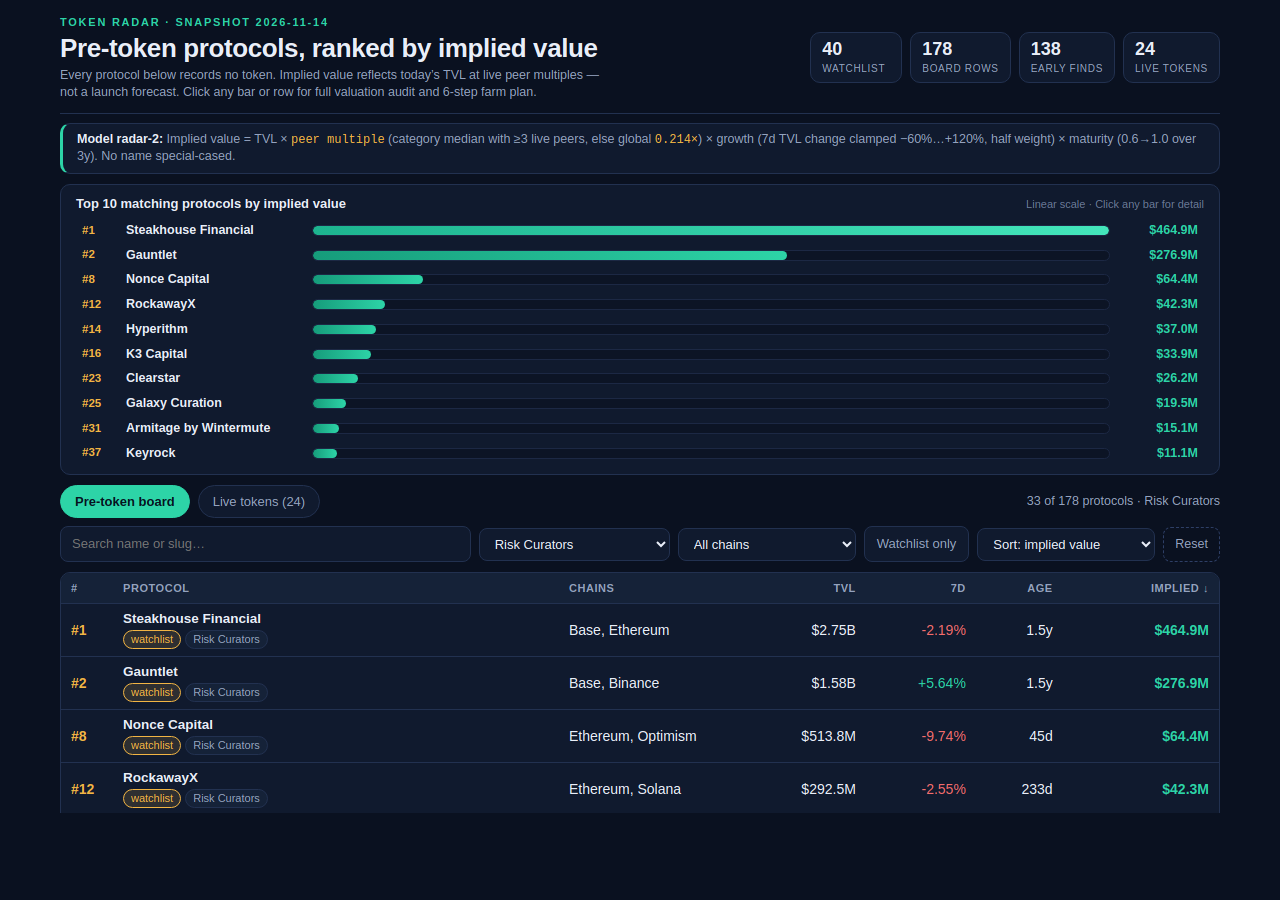 TOKEN RADAR · SNAPSHOT 2026-11-14
Pre-token protocols, ranked by implied value
Every protocol below records no token. Implied value reflects today's TVL at live peer multiples —
not a launch forecast. Click any bar or row for full valuation audit and 6-step farm plan.
40
WATCHLIST
178
BOARD ROWS
138
EARLY FINDS
24
LIVE TOKENS
Model radar-2: Implied value = TVL × peer multiple (category median with ≥3 live peers, else global 0.214×) × growth (7d TVL change clamped −60%…+120%, half weight) × maturity (0.6→1.0 over
3y). No name special-cased.
Top 10 matching protocols by implied value
Linear scale · Click any bar for detail
#1 Steakhouse Financial $464.9M
#2 Gauntlet $276.9M
#8 Nonce Capital $64.4M
#12 RockawayX $42.3M
#14 Hyperithm $37.0M
#16 K3 Capital $33.9M
#23 Clearstar $26.2M
#25 Galaxy Curation $19.5M
#31 Armitage by Wintermute $15.1M
#37 Keyrock $11.1M
Pre-token board
Live tokens (24)
33 of 178 protocols · Risk Curators
Search name or slug…
Risk Curators
All chains
Watchlist only
Sort: implied value
Reset
# PROTOCOL CHAINS TVL 7D AGE IMPLIED ↓
#1 Steakhouse Financial Base, Ethereum $2.75B -2.19% 1.5y $464.9M
watchlist Risk Curators
#2 Gauntlet Base, Binance $1.58B +5.64% 1.5y $276.9M
watchlist Risk Curators
#8 Nonce Capital Ethereum, Optimism $513.8M -9.74% 45d $64.4M
watchlist Risk Curators
#12 RockawayX Ethereum, Solana $292.5M -2.55% 233d $42.3M
watchlist Risk Curators